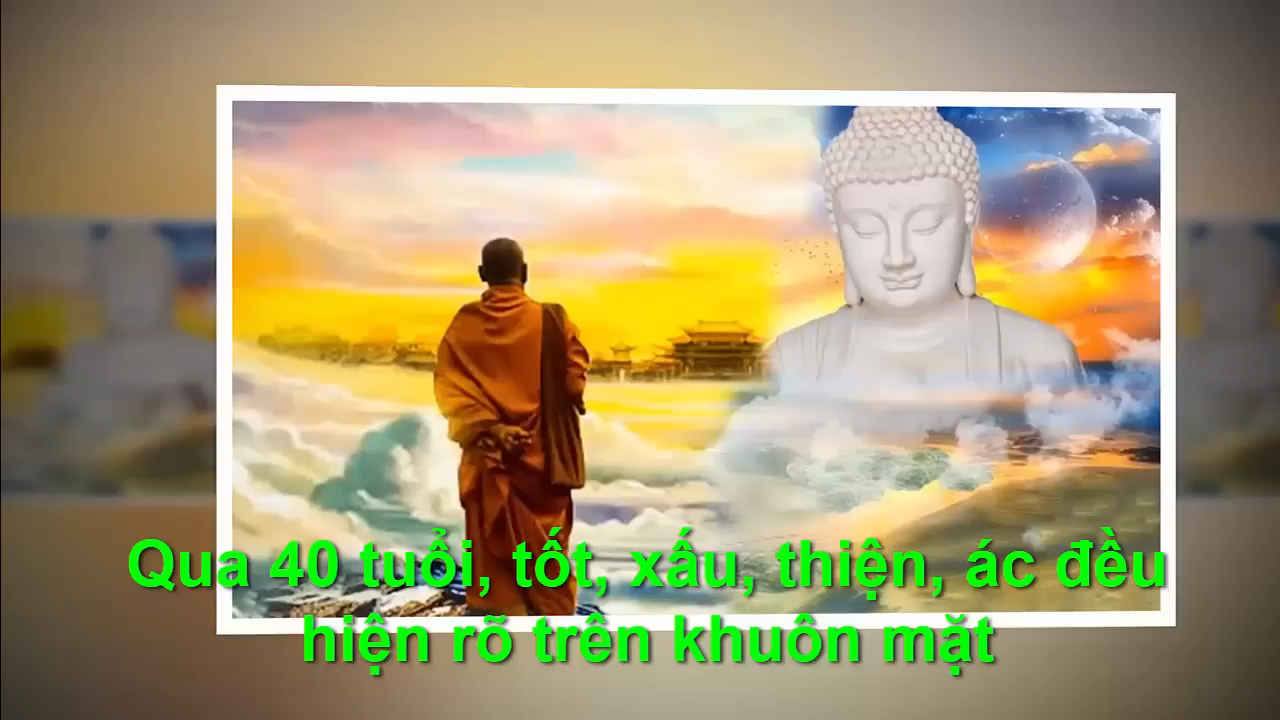 Qua 40 tuổi, tốt, xấu, thiện, ác đều
hiện rõ trên khuôn mặt